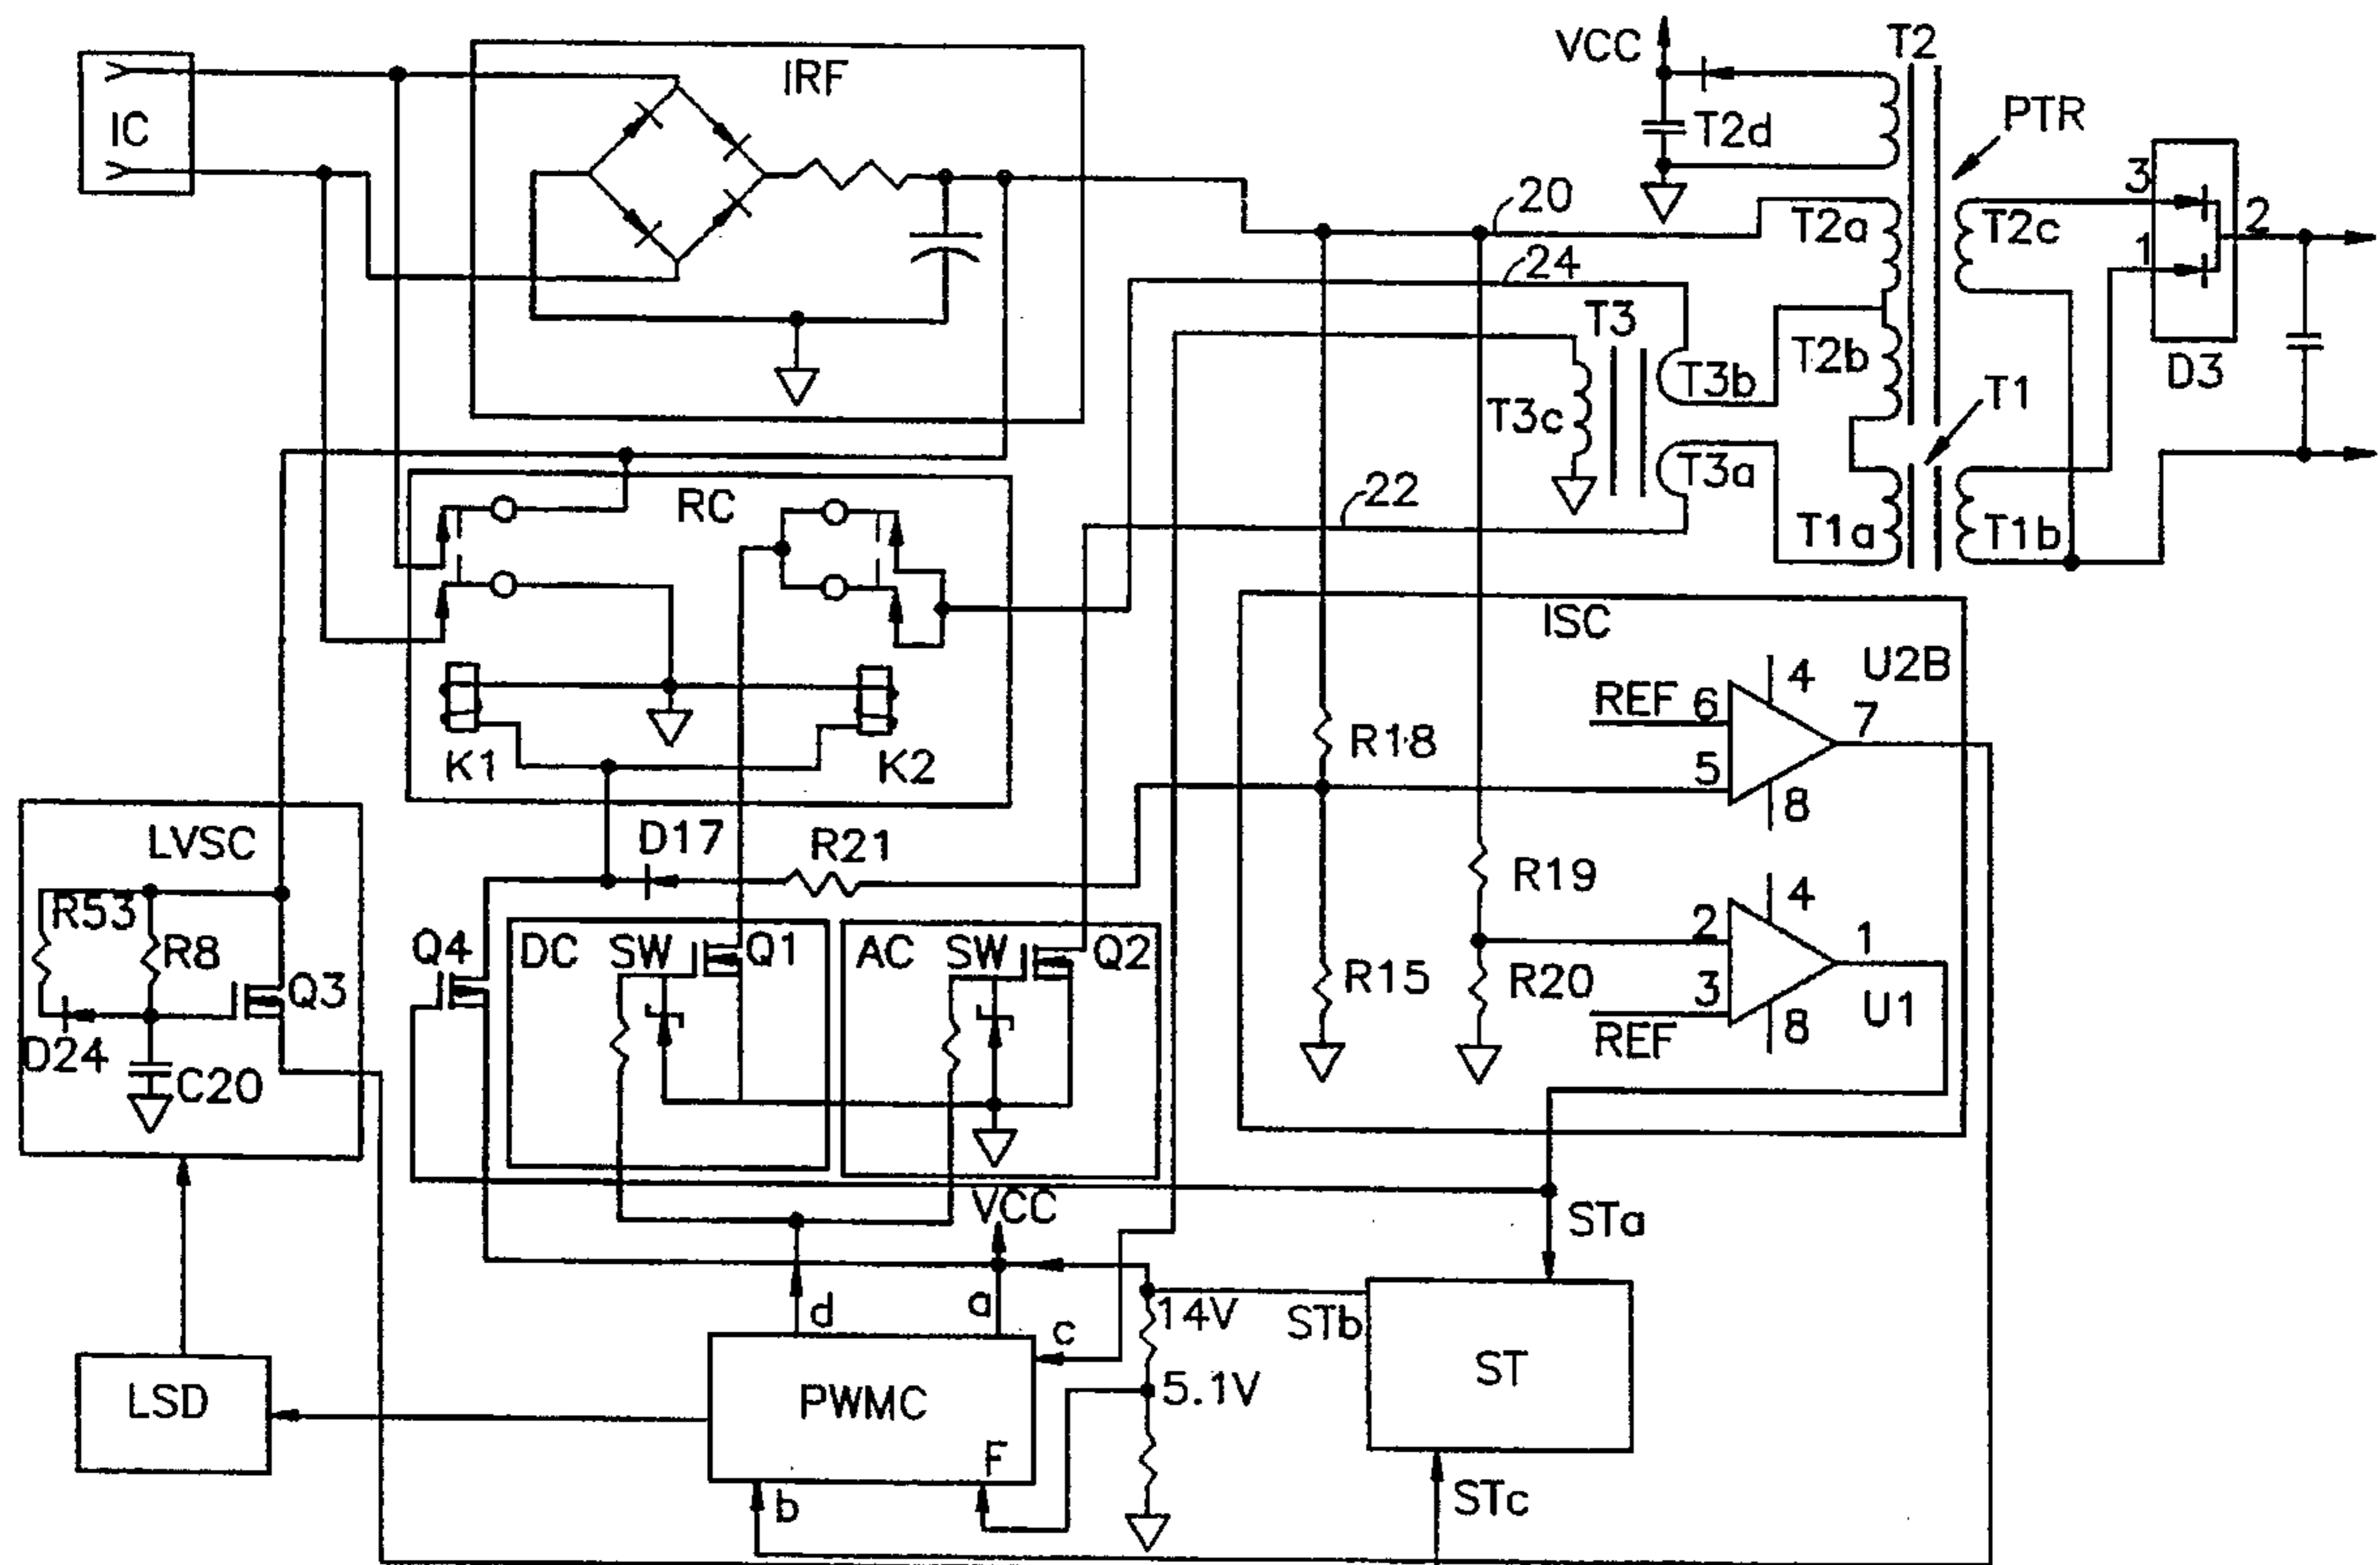 IC
IRF
VCC
T2
T2d
PTR
3
2
1
20
T2a
T2c
24
T3
T2b
D3
T3b
T1
T3c
T3a
22
T1a
T1b
RC
ISC
U2B
4
REF 6
7
R18
5
8
K1
K2
LVSC
D17
R21
R53
R8
Q3
D24
C20
Q4
DC SW
Q1
AC SW
Q2
R15
R19
R20
4
2
1
3
REF
8
U1
VCC
STa
d
a
c
14V
STb
ST
5.1V
LSD
PWMC
F
b
STc